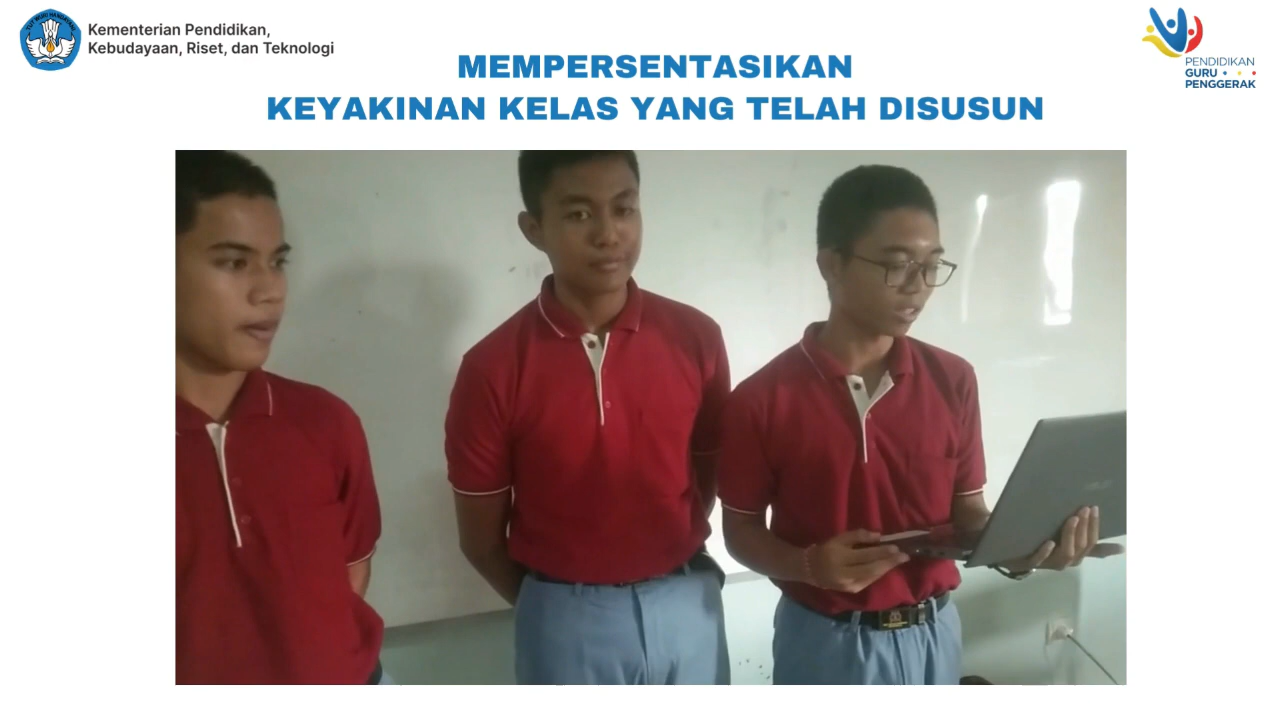 Kementerian Pendidikan,
Kebudayaan, Riset, dan Teknologi
PENDIDIKAN
GURU
PENGGERAK
MEMPERSENTASIKAN
KEYAKINAN KELAS YANG TELAH DISUSUN